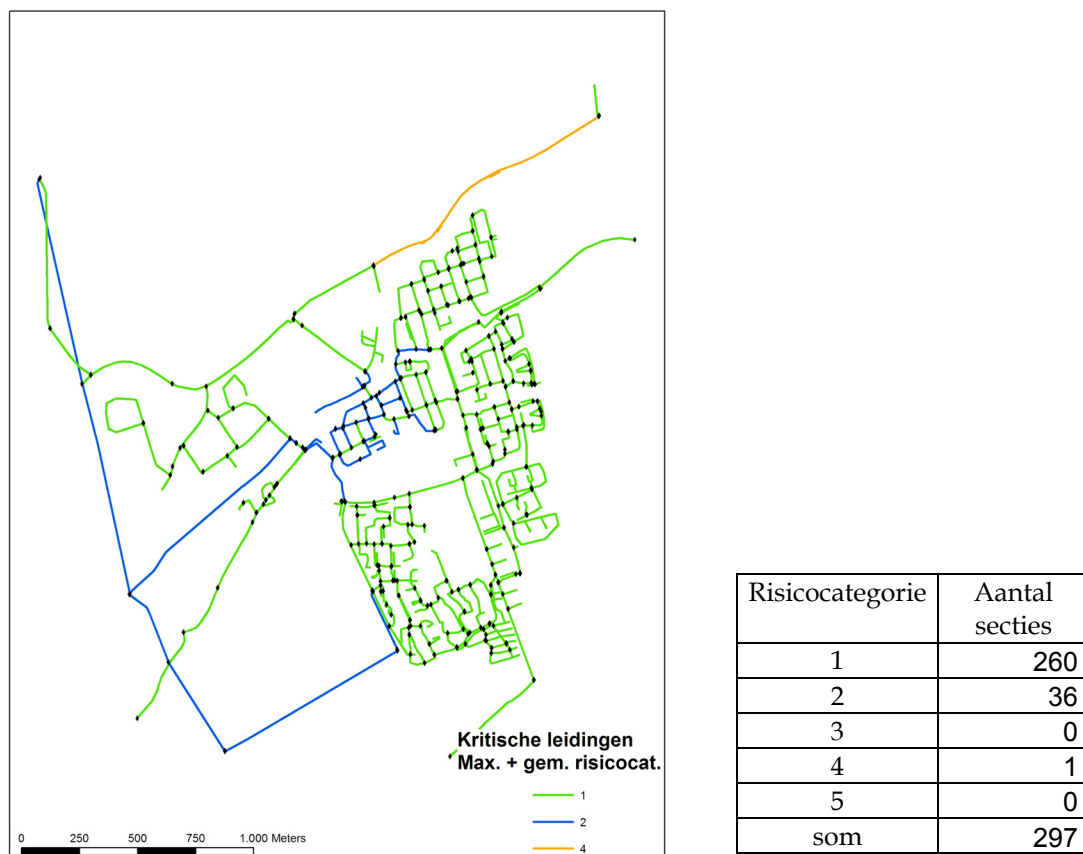 Kritische leidingen
Max. + gem. risicocat.
1
2
4
0 250 500 750 1.000 Meters
Risicocategorie Aantal secties
1 260
2 36
3 0
4 1
5 0
som 297